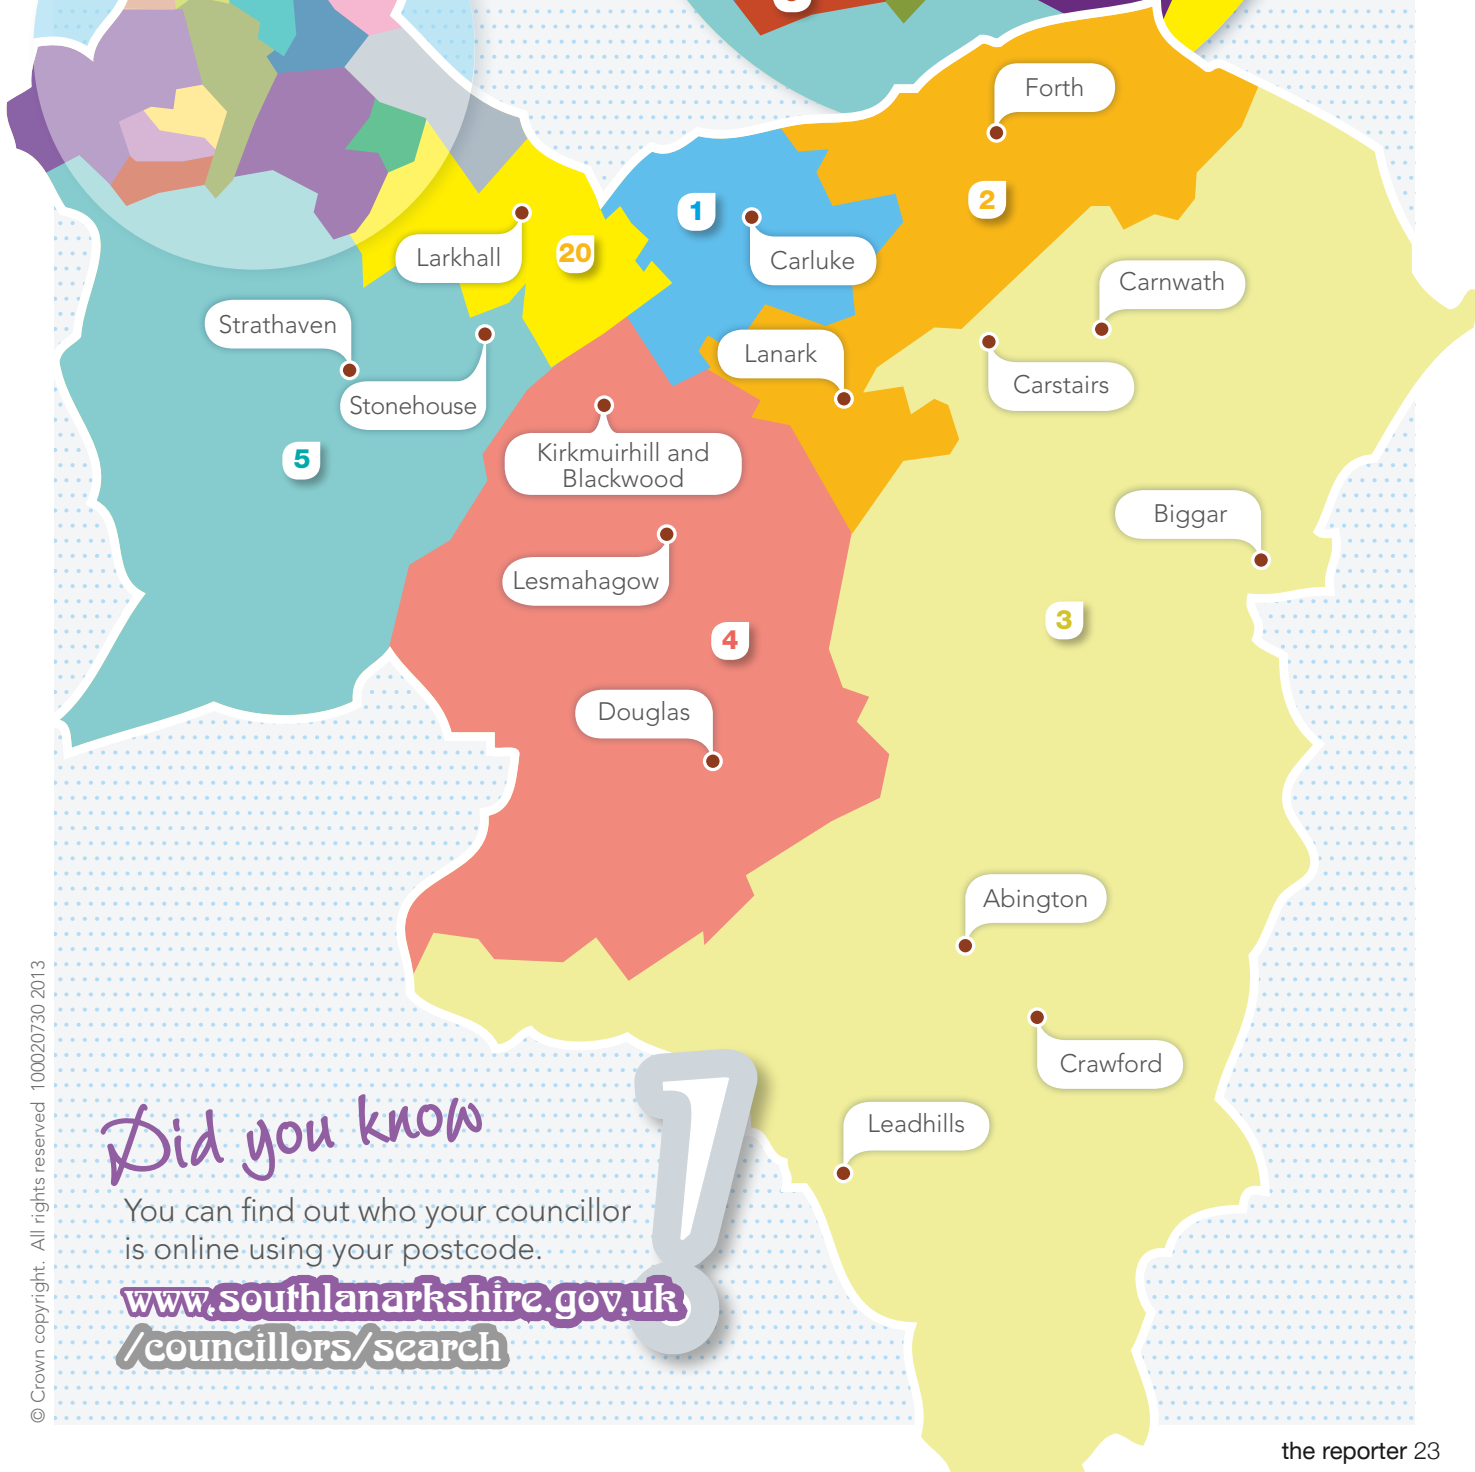 Forth
2
1
Larkhall
20
Carluke
Carnwath
Strathaven
Lanark
Carstairs
Stonehouse
5
Kirkmuirhill and
Blackwood
Biggar
Lesmahagow
3
4
Douglas
Abington
Crawford
Leadhills
Did you know
You can find out who your councillor
is online using your postcode.
www.southlanarkshire.gov.uk
/councillors/search
© Crown copyright. All rights reserved 100020730 2013
the reporter 23